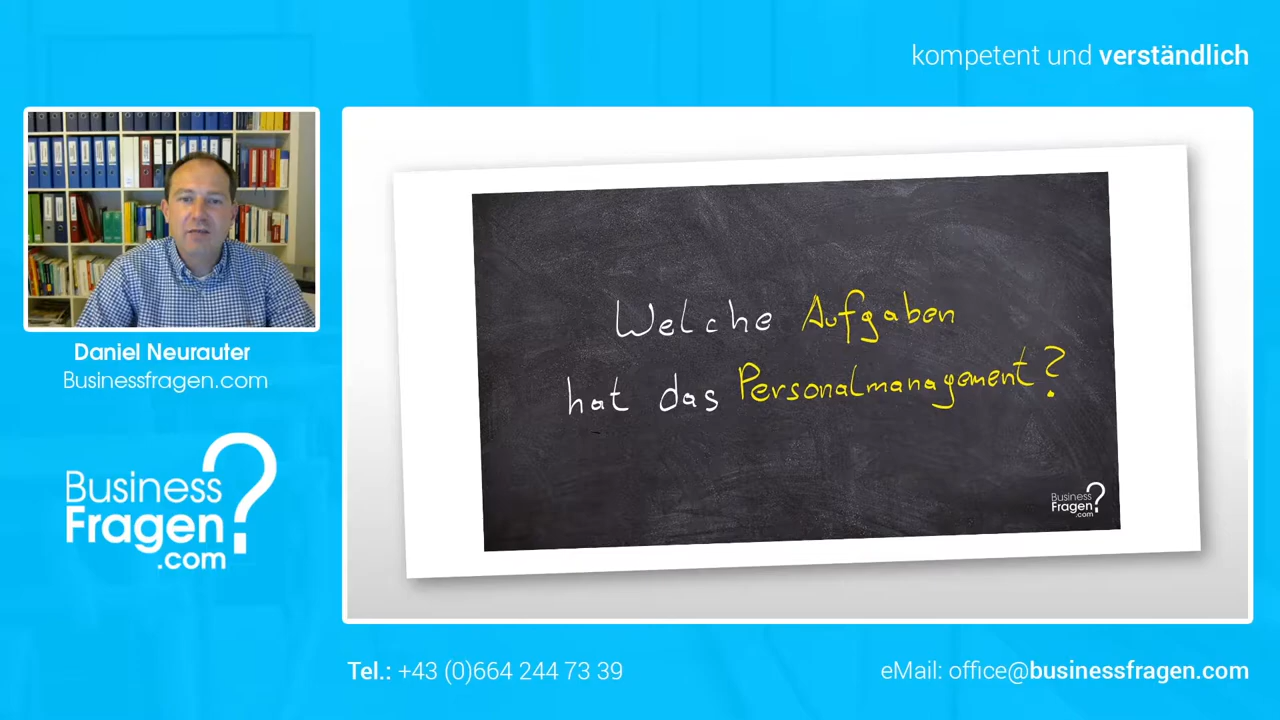 kompetent und verständlich
Daniel Neurauter
Businessfragen.com
Business
Fragen?
.com
Welche Aufgaben
hat das Personalmanagement?
Business
Fragen?
.com
Tel.: +43 (0)664 244 73 39
eMail: office@businessfragen.com